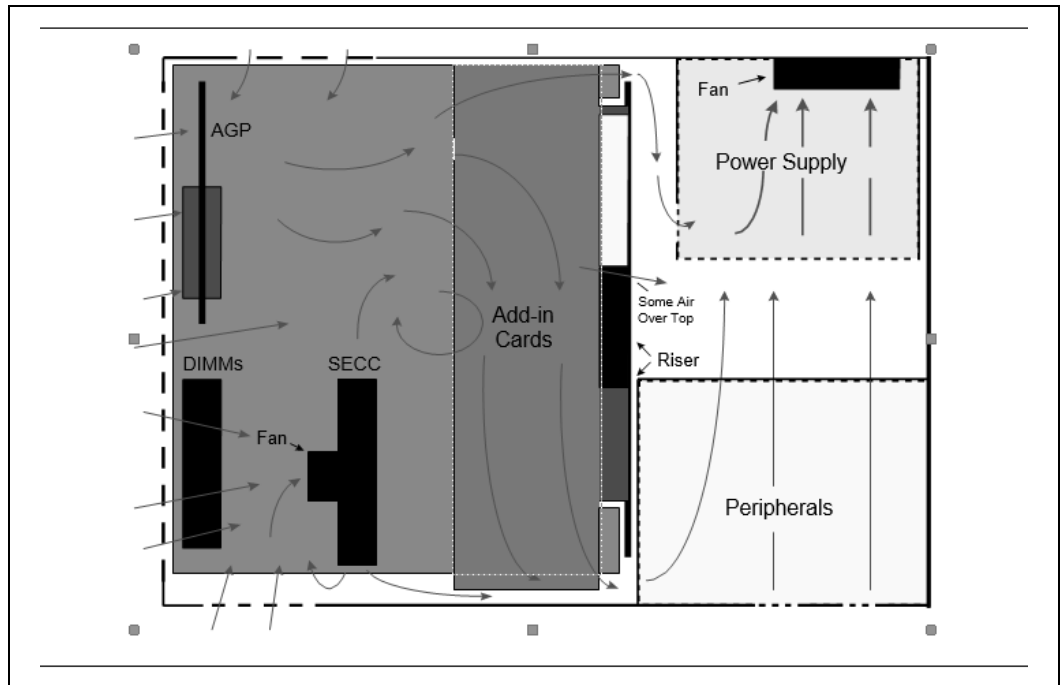 Fan
AGP
Power Supply
Some Air
Over Top
Add-in
Cards
Riser
DIMMs
SECC
Fan
Peripherals